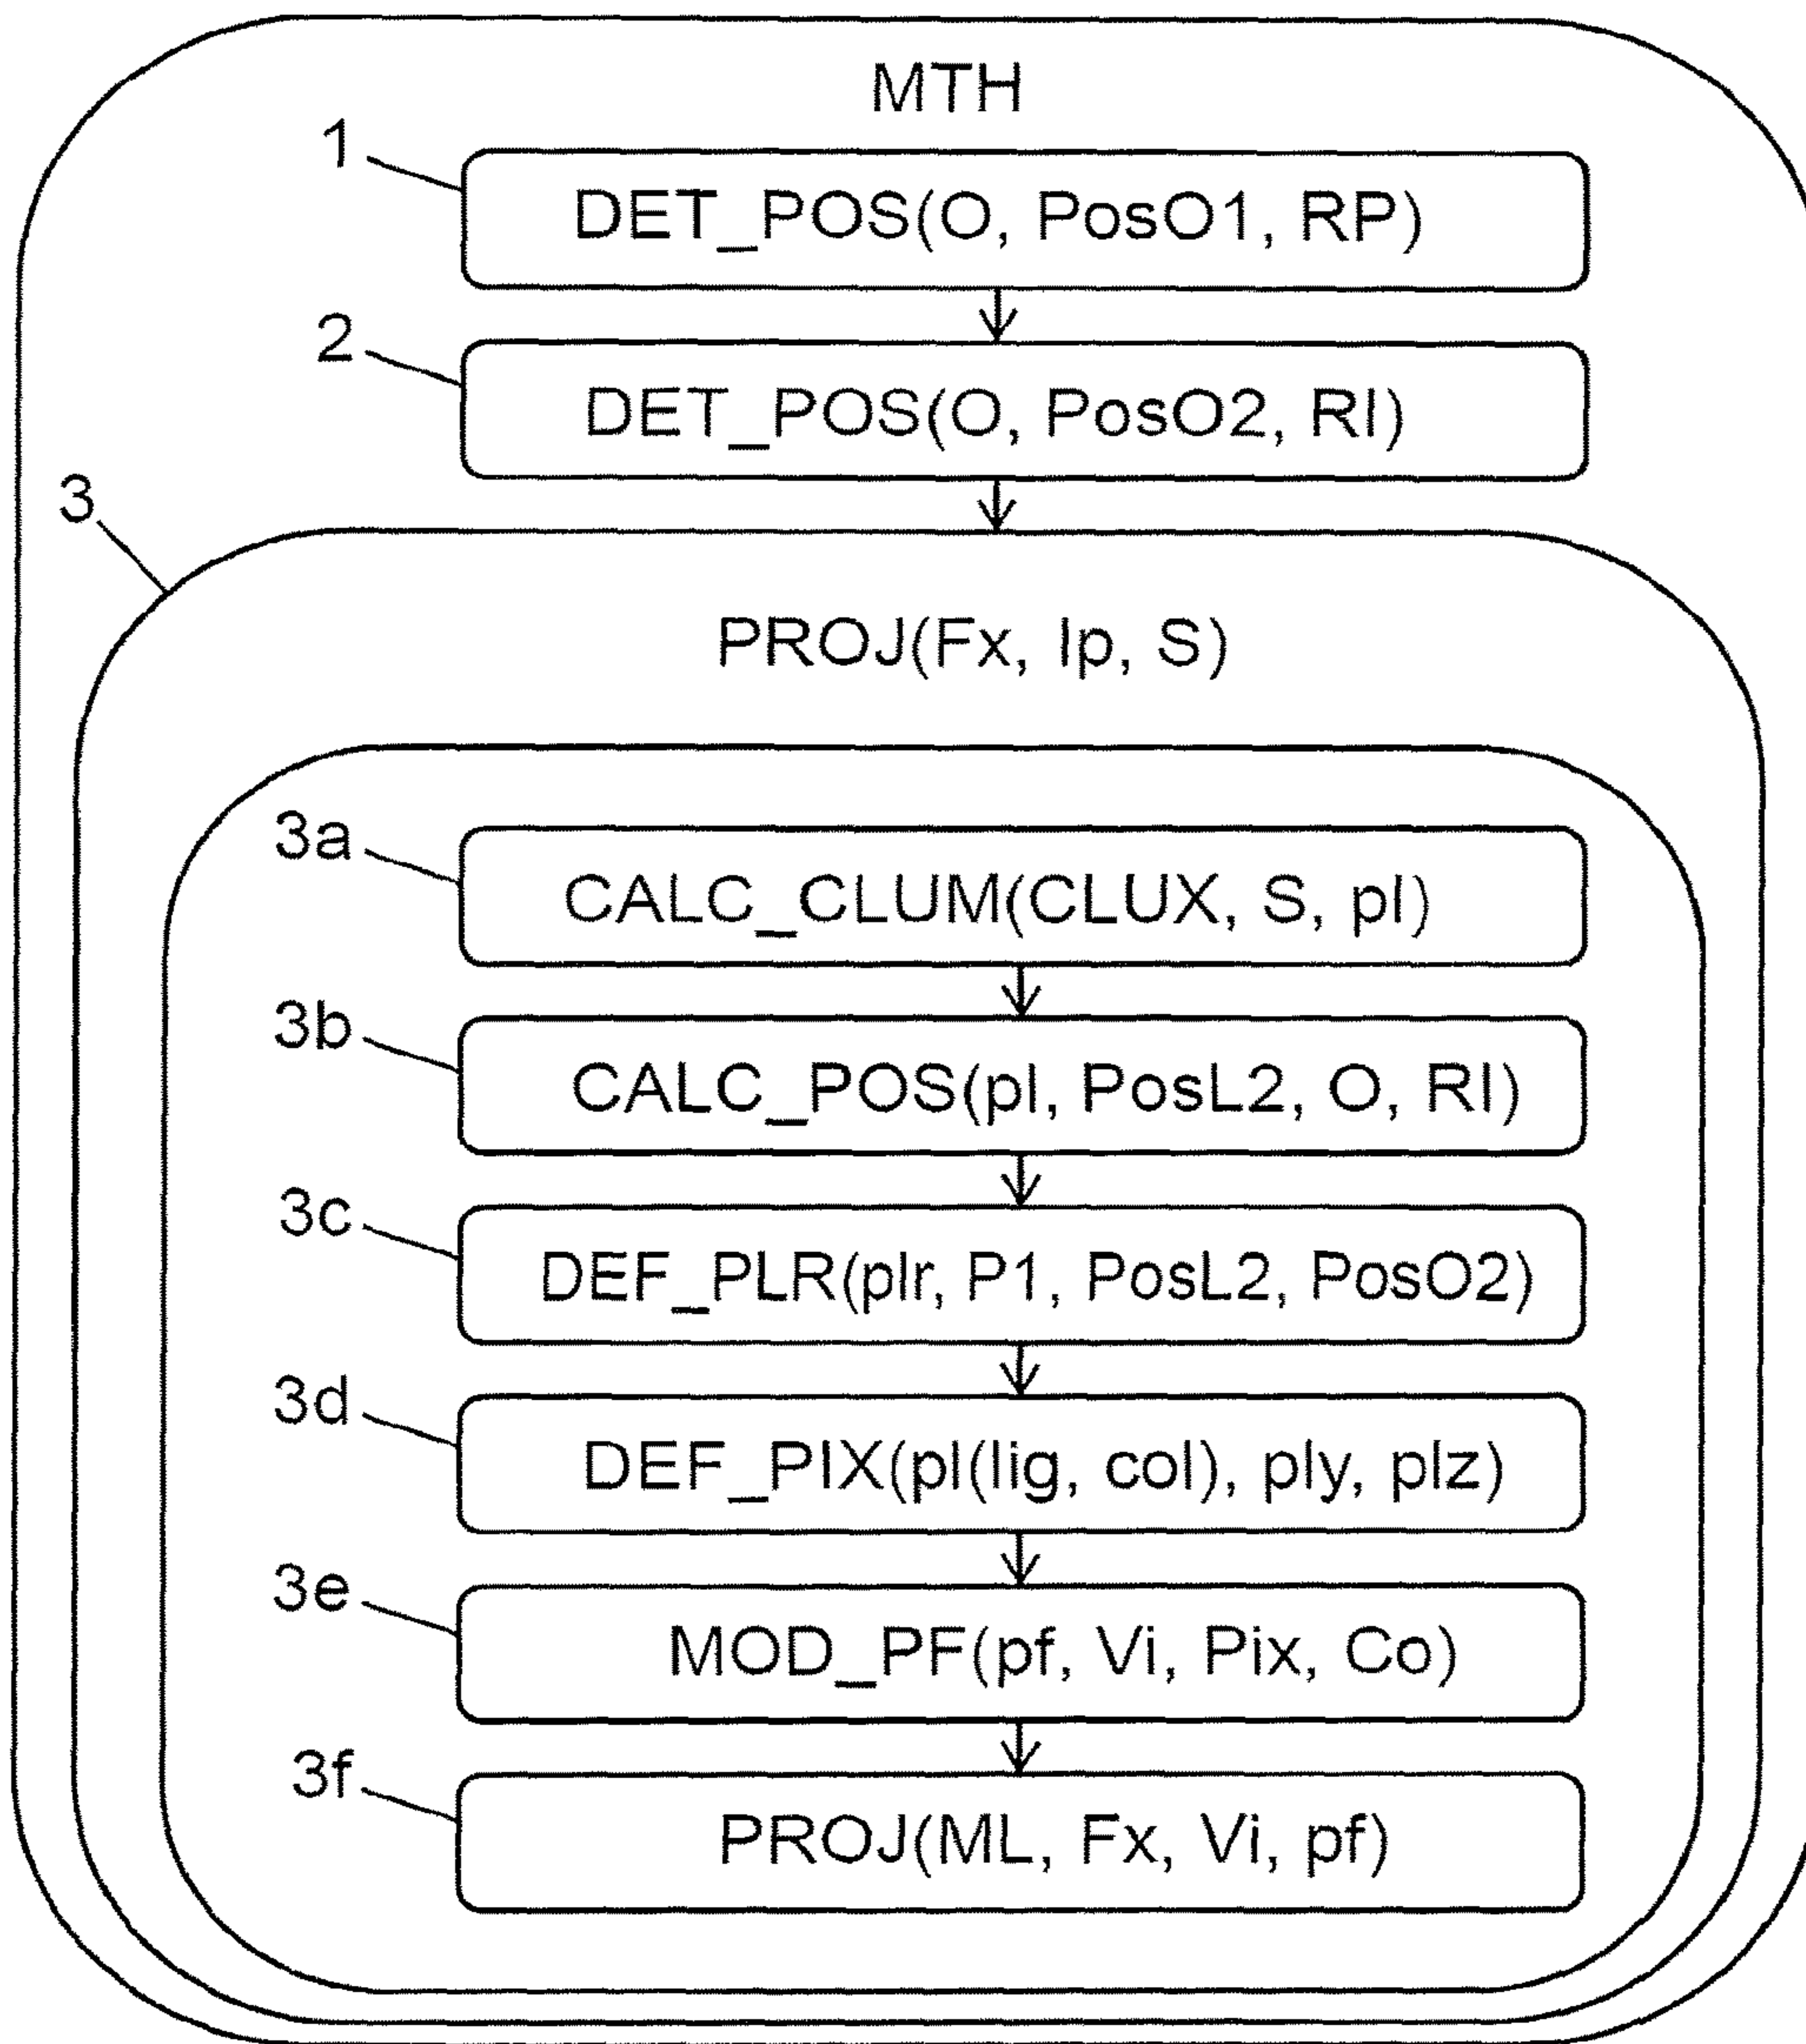 MTH
1
DET_POS(O, PosO1, RP)
2
DET_POS(O, PosO2, RI)
3
PROJ(Fx, Ip, S)
3a
CALC_CLUM(CLUX, S, pl)
3b
CALC_POS(pl, PosL2, O, RI)
3c
DEF_PLR(plr, P1, PosL2, PosO2)
3d
DEF_PIX(pl(lig, col), ply, plz)
3e
MOD_PF(pf, Vi, Pix, Co)
3f
PROJ(ML, Fx, Vi, pf)